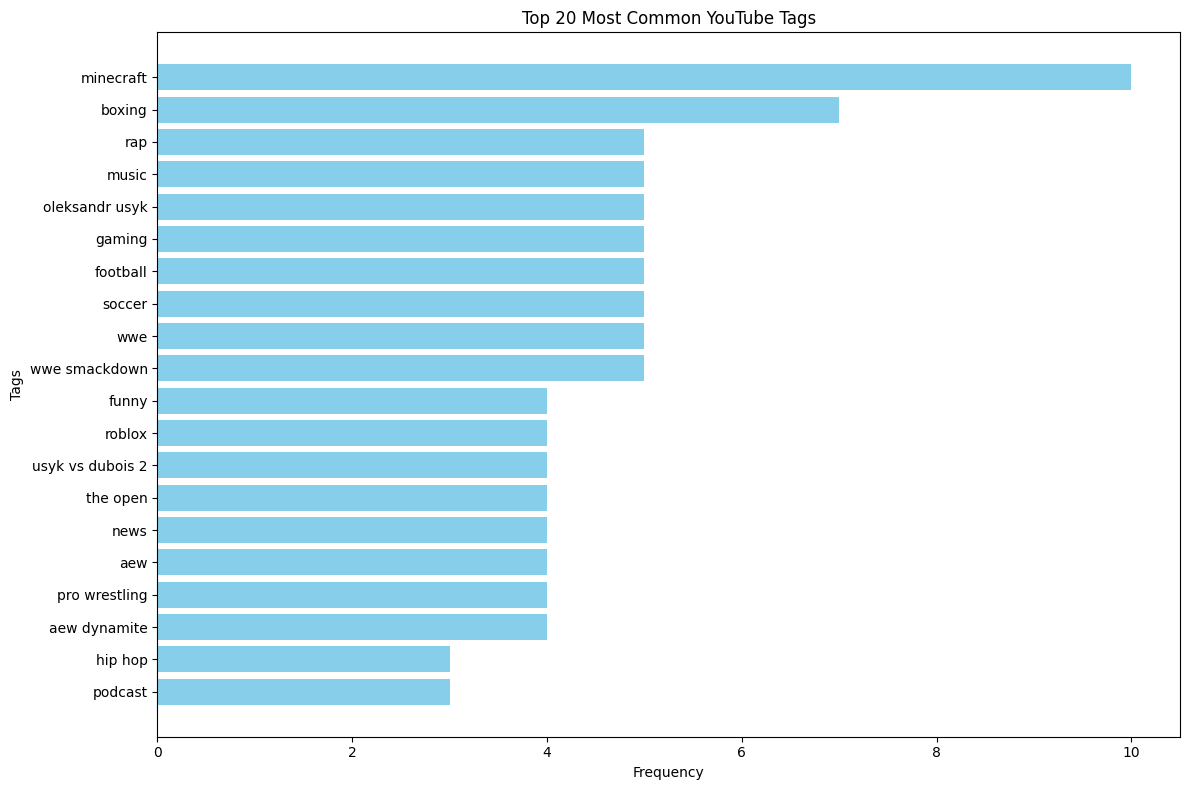 Top 20 Most Common YouTube Tags
Tags
minecraft
boxing
rap
music
oleksandr usyk
gaming
football
soccer
wwe
wwe smackdown
funny
roblox
usyk vs dubois 2
the open
news
aew
pro wrestling
aew dynamite
hip hop
podcast
0 2 4 6 8 10
Frequency